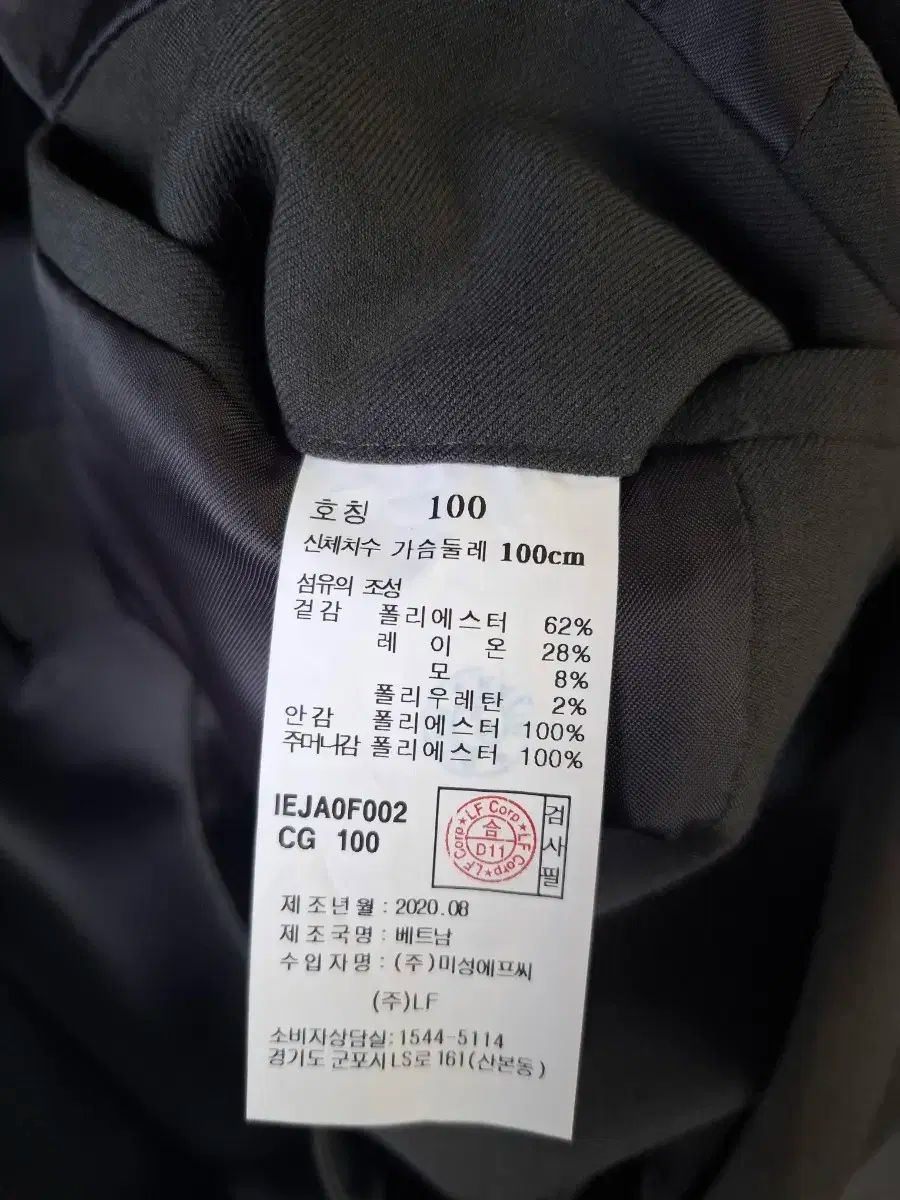 호칭 100
신체치수 가슴둘레 100cm
섬유의 조성
겉감 폴리에스터 62%
레이온 28%
모 8%
폴리우레탄 2%
안감 폴리에스터 100%
주머니감 폴리에스터 100%
IEJA0F002
CG 100
LF Corp★LF Corp★LF Corp★
숨
D11
검사필
제조년월 : 2020.08
제조국명 : 베트남
수입자명 : (주)미성에프씨
(주)LF
소비자상담실:1544-5114
경기도 군포시 LS로 161(산본동)